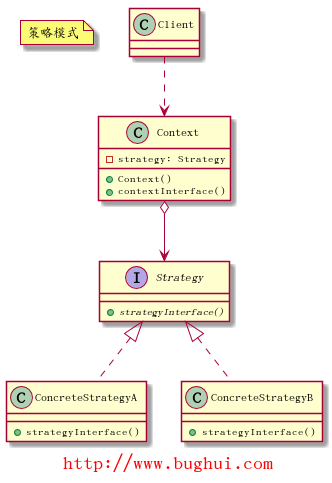 策略模式
C Client
C Context
strategy: Strategy
Context()
contextInterface()
I Strategy
strategyInterface()
C ConcreteStrategyA
strategyInterface()
C ConcreteStrategyB
strategyInterface()
http://www.bughui.com